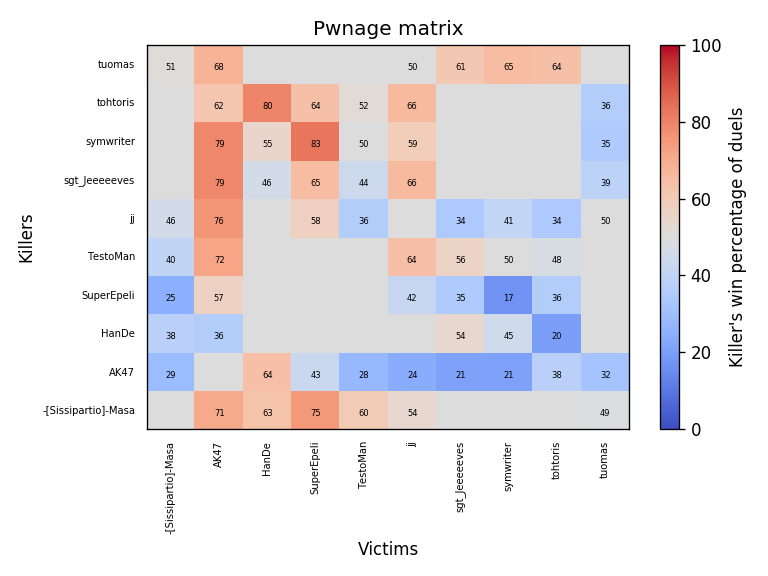 Pwnage matrix
tuomas 51 68 50 61 65 64
tohtoris 62 80 64 52 66 36
symwriter 79 55 83 50 59 35
sgt_Jeeeeeves 79 46 65 44 66 39
jj 46 76 58 36 34 41 34 50
TestoMan 40 72 64 56 50 48
SuperEpeli 25 57 42 35 17 36
HanDe 38 36 54 45 20
AK47 29 64 43 28 24 21 21 38 32
-[Sissipartio]-Masa 71 63 75 60 54 49
-[Sissipartio]-Masa AK47 HanDe SuperEpeli TestoMan jj sgt_Jeeeeeves symwriter tohtoris tuomas
Victims
Killers
100
80
60
40
20
0
Killer's win percentage of duels